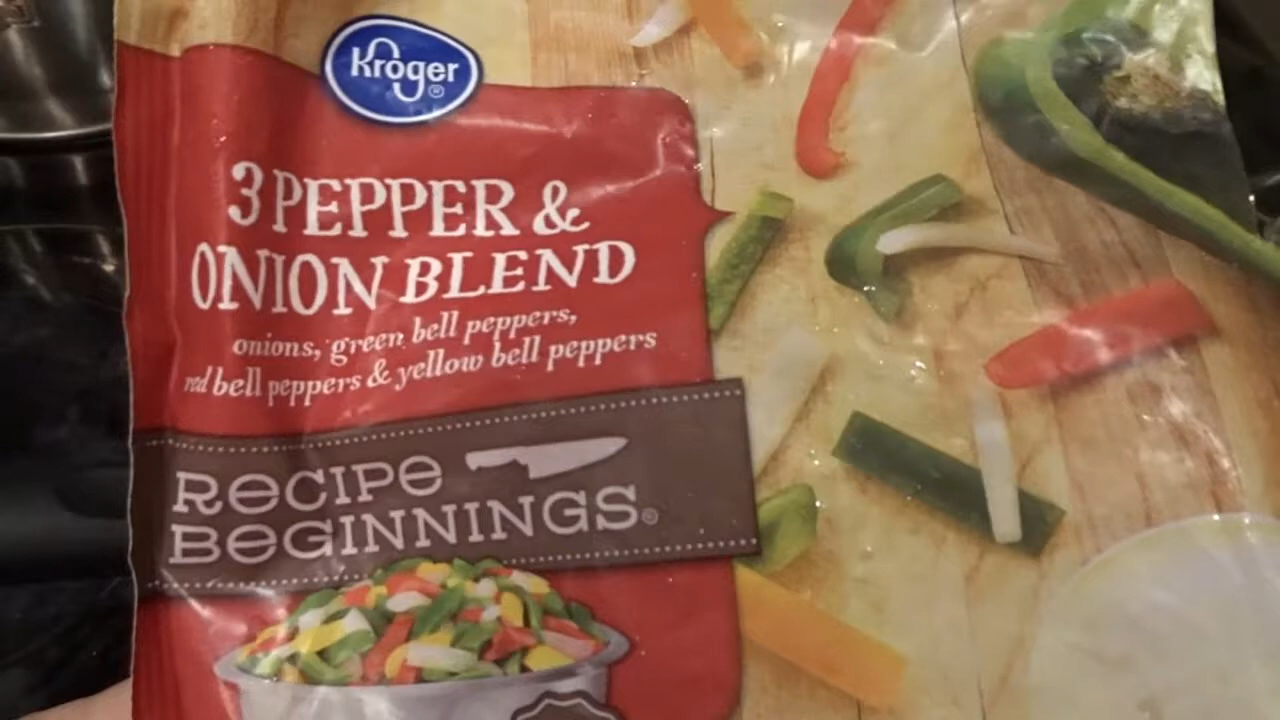 Kroger®
3 PEPPER &
ONION BLEND
onions, green bell peppers,
red bell peppers & yellow bell peppers
RECIPE
BEGINNINGS®